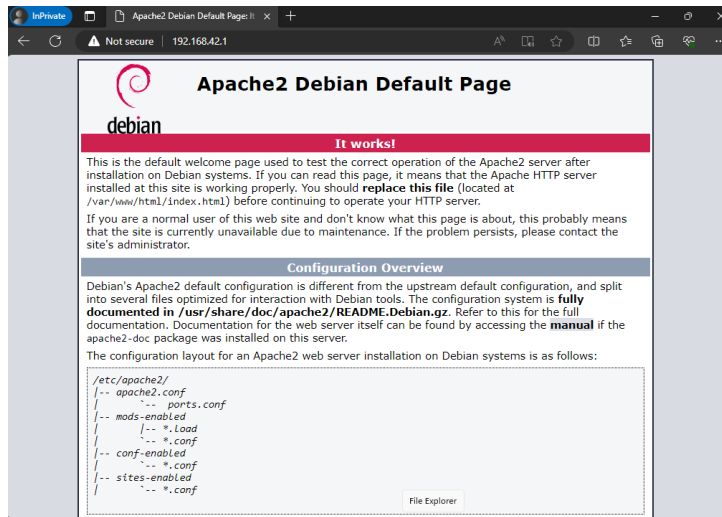 InPrivate
Apache2 Debian Default Page: It
Not secure | 192.168.42.1
debian
Apache2 Debian Default Page
It works!
This is the default welcome page used to test the correct operation of the Apache2 server after
installation on Debian systems. If you can read this page, it means that the Apache HTTP server
installed at this site is working properly. You should replace this file (located at
/var/www/html/index.html) before continuing to operate your HTTP server.
If you are a normal user of this web site and don't know what this page is about, this probably means
that the site is currently unavailable due to maintenance. If the problem persists, please contact the
site's administrator.
Configuration Overview
Debian's Apache2 default configuration is different from the upstream default configuration, and split
into several files optimized for interaction with Debian tools. The configuration system is fully
documented in /usr/share/doc/apache2/README.Debian.gz. Refer to this for the full
documentation. Documentation for the web server itself can be found by accessing the manual if the
apache2-doc package was installed on this server.
The configuration layout for an Apache2 web server installation on Debian systems is as follows:
/etc/apache2/
|-- apache2.conf
|       `--  ports.conf
|-- mods-enabled
|       |-- *.load
|       `-- *.conf
|-- conf-enabled
|       `-- *.conf
|-- sites-enabled
|       `-- *.conf
File Explorer